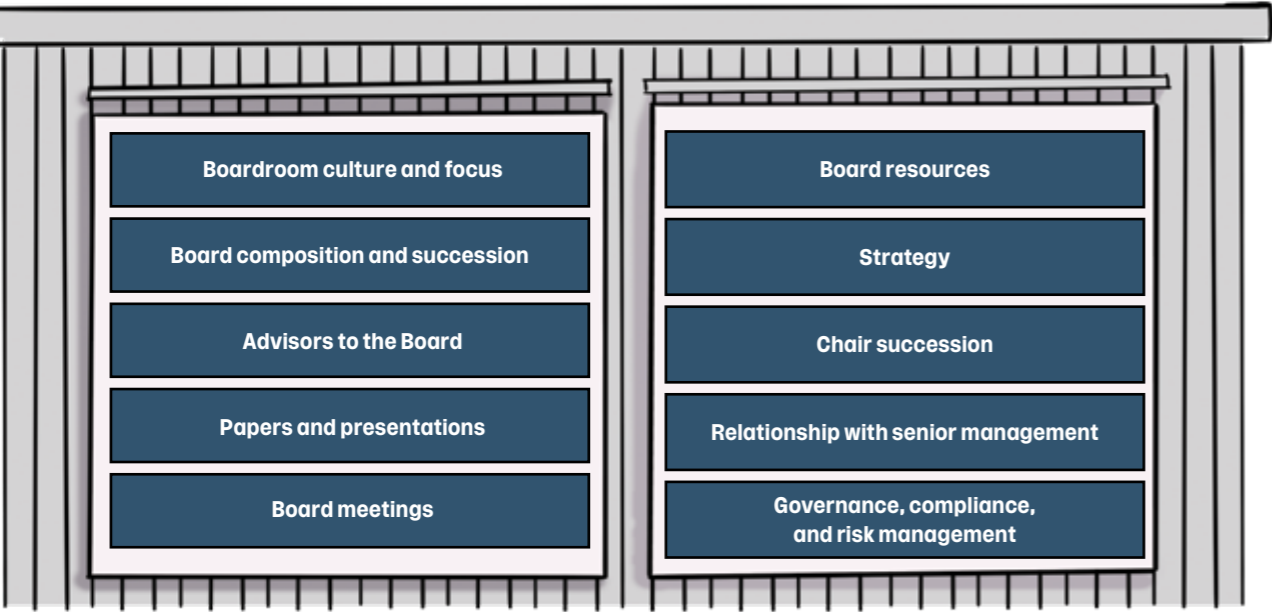 Boardroom culture and focus
Board composition and succession
Advisors to the Board
Papers and presentations
Board meetings
Board resources
Strategy
Chair succession
Relationship with senior management
Governance, compliance,
and risk management